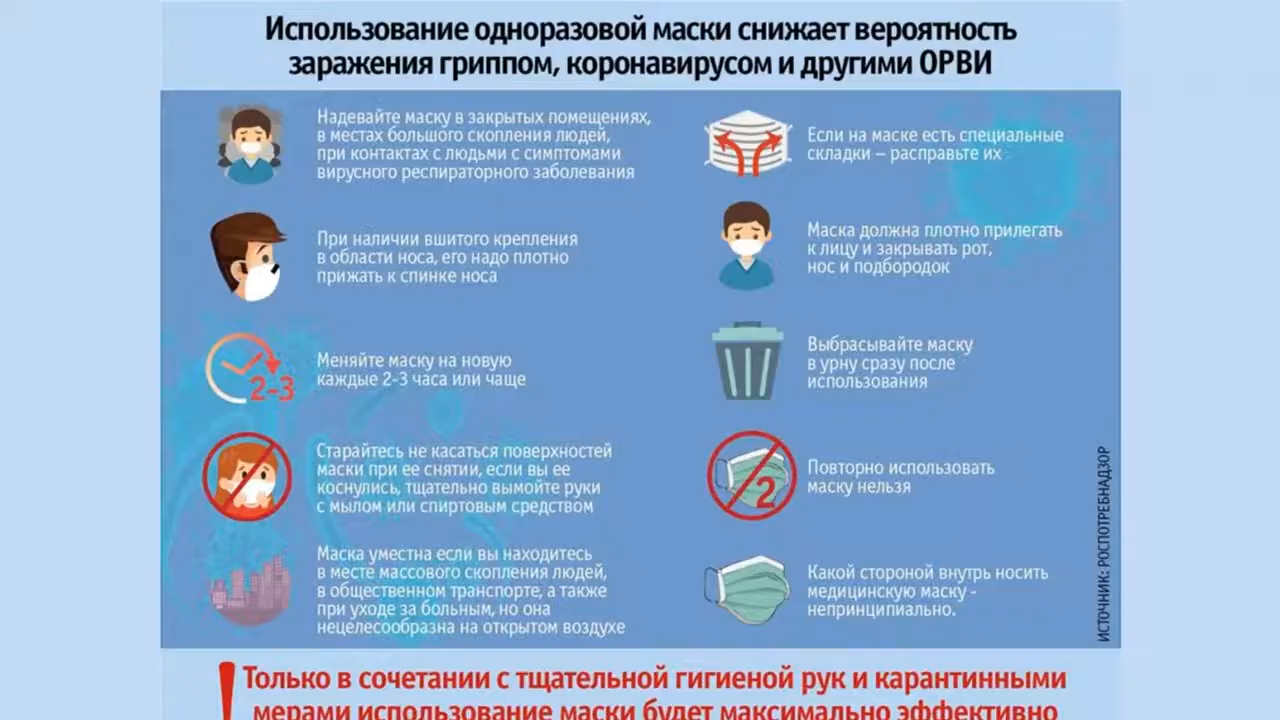 Использование одноразовой маски снижает вероятность
заражения гриппом, коронавирусом и другими ОРВИ
Надевайте маску в закрытых помещениях,
в местах большого скопления людей,
при контактах с людьми с симптомами
вирусного респираторного заболевания
Если на маске есть специальные
складки – расправьте их
При наличии вшитого крепления
в области носа, его надо плотно
прижать к спинке носа
Маска должна плотно прилегать
к лицу и закрывать рот,
нос и подбородок
2-3
Меняйте маску на новую
каждые 2-3 часа или чаще
Выбрасывайте маску
в урну сразу после
использования
Старайтесь не касаться поверхностей
маски при ее снятии, если вы ее
коснулись, тщательно вымойте руки
с мылом или спиртовым средством
2
Повторно использовать
маску нельзя
Маска уместна если вы находитесь
в месте массового скопления людей,
в общественном транспорте, а также
при уходе за больным, но она
нецелесообразна на открытом воздухе
Какой стороной внутрь носить
медицинскую маску -
непринципиально.
ИСТОЧНИК: РОСПОТРЕБНАДЗОР
! Только в сочетании с тщательной гигиеной рук и карантинными
мерами использование маски будет максимально эффективно